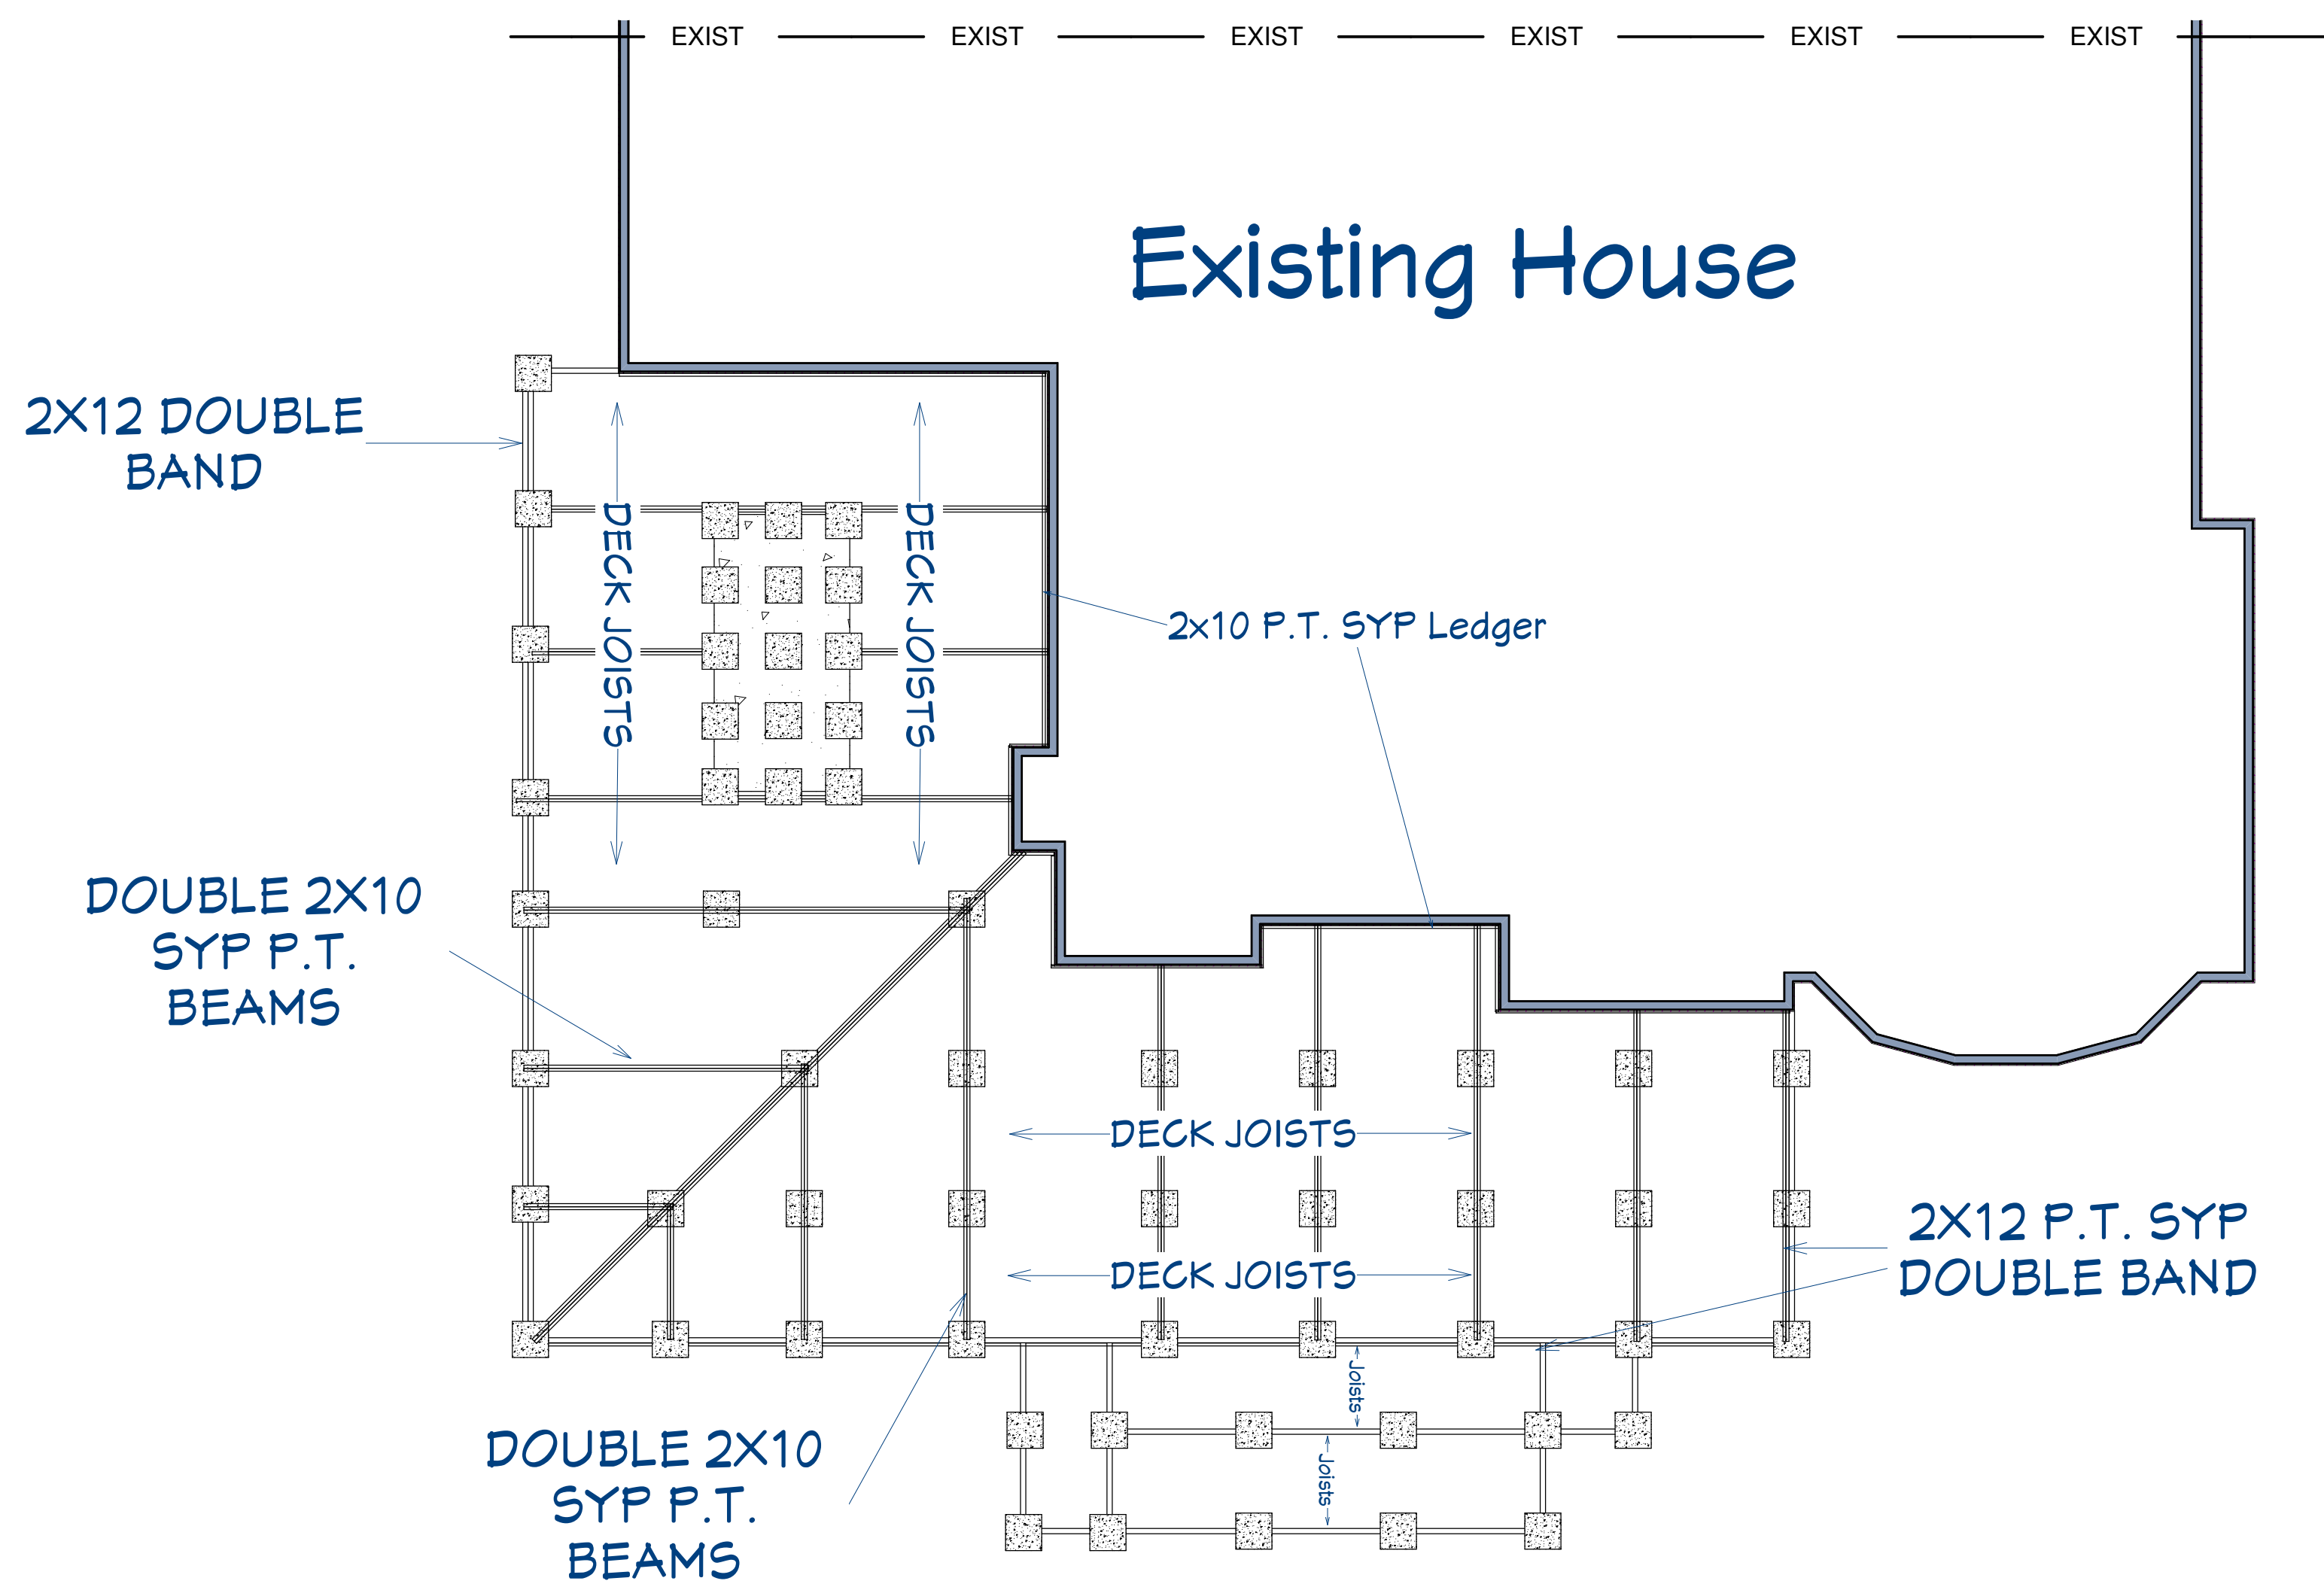 EXIST EXIST EXIST EXIST EXIST EXIST
Existing House
2X12 DOUBLE
BAND
DECK JOISTS
DECK JOISTS
2x10 P.T. SYP Ledger
DOUBLE 2X10
SYP P.T.
BEAMS
DECK JOISTS
DECK JOISTS
2X12 P.T. SYP
DOUBLE BAND
Joists
Joists
DOUBLE 2X10
SYP P.T.
BEAMS